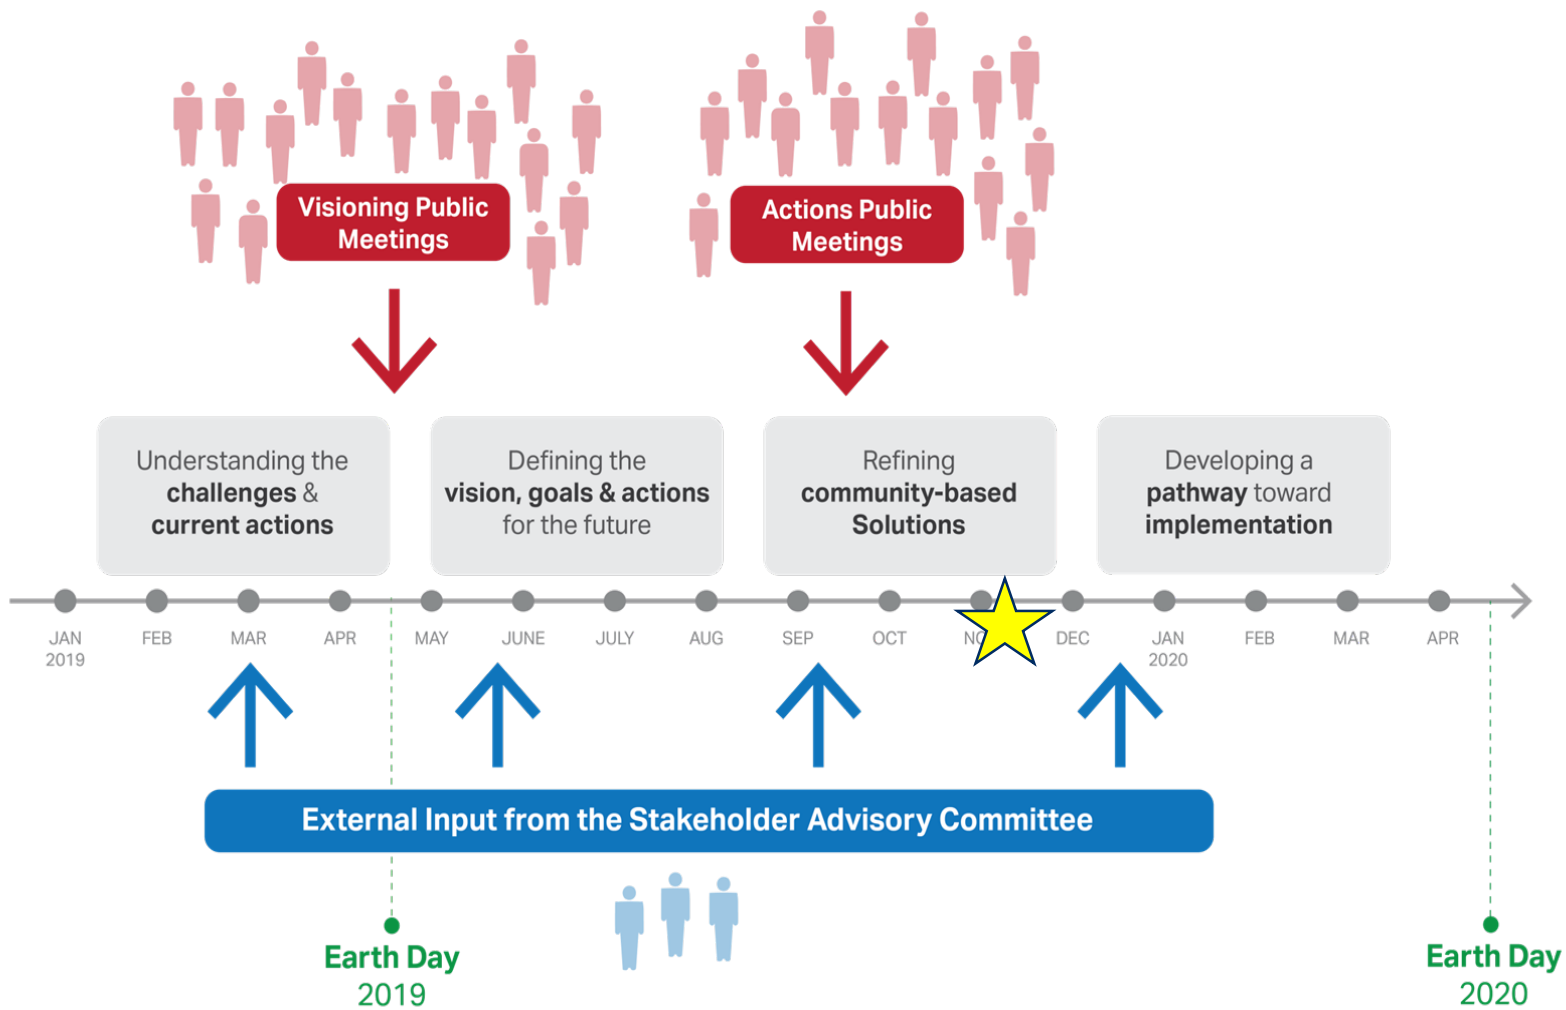 Visioning Public
Meetings
Actions Public
Meetings
Understanding the
challenges &
current actions
Defining the
vision, goals & actions
for the future
Refining
community-based
Solutions
Developing a
pathway toward
implementation
JAN
2019
FEB
MAR
APR
MAY
JUNE
JULY
AUG
SEP
OCT
DEC
JAN
2020
FEB
MAR
APR
External Input from the Stakeholder Advisory Committee
Earth Day
2019
Earth Day
2020